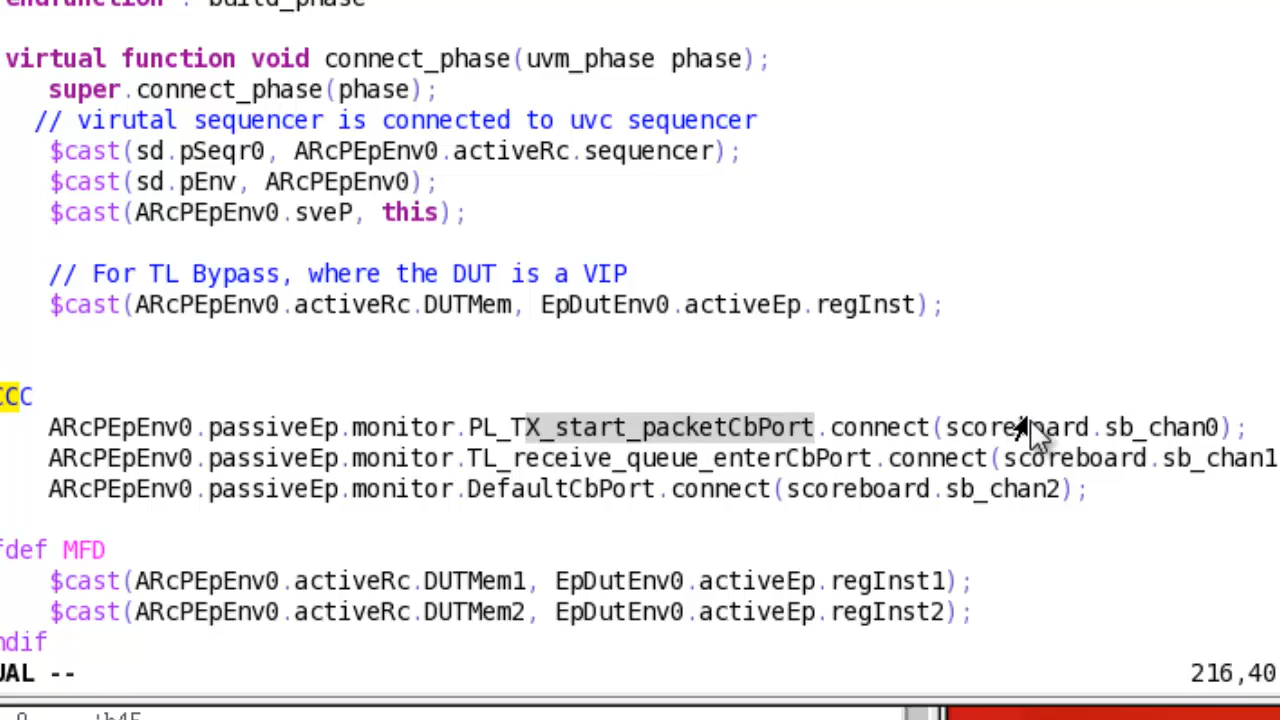 endfunction : build_phase
virtual function void connect_phase(uvm_phase phase);
super.connect_phase(phase);
// virutal sequencer is connected to uvc sequencer
$cast(sd.pSeqr0, ARcPEpEnv0.activeRc.sequencer);
$cast(sd.pEnv, ARcPEpEnv0);
$cast(ARcPEpEnv0.sveP, this);
// For TL Bypass, where the DUT is a VIP
$cast(ARcPEpEnv0.activeRc.DUTMem, EpDutEnv0.activeEp.regInst);
CCC
ARcPEpEnv0.passiveEp.monitor.PL_TX_start_packetCbPort.connect(scoreboard.sb_chan0);
ARcPEpEnv0.passiveEp.monitor.TL_receive_queue_enterCbPort.connect(scoreboard.sb_chan1
ARcPEpEnv0.passiveEp.monitor.DefaultCbPort.connect(scoreboard.sb_chan2);
fdef MFD
$cast(ARcPEpEnv0.activeRc.DUTMem1, EpDutEnv0.activeEp.regInst1);
$cast(ARcPEpEnv0.activeRc.DUTMem2, EpDutEnv0.activeEp.regInst2);
ndif
UAL -- 216,40